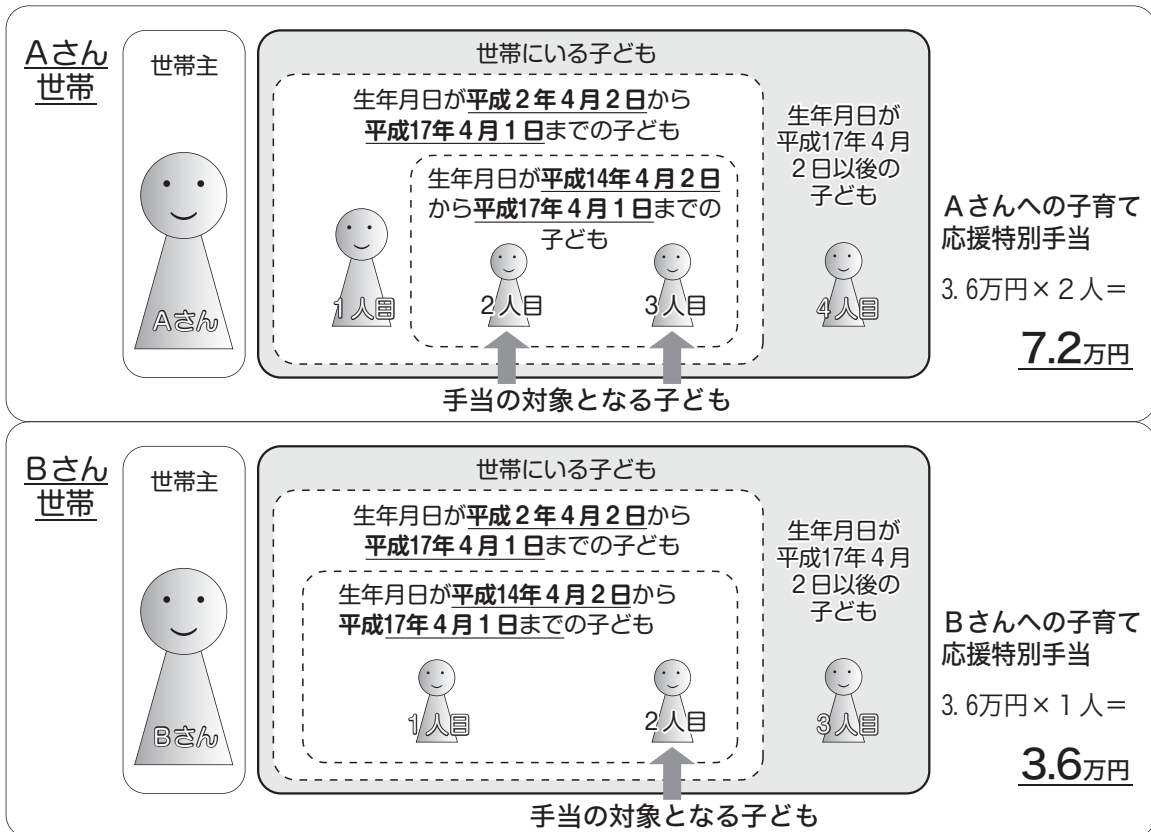 Aさん
世帯
世帯主
Aさん
世帯にいる子ども
生年月日が平成2年4月2日から
平成17年4月1日までの子ども
生年月日が平成14年4月2日
から平成17年4月1日までの
子ども
1人目
2人目
3人目
生年月日が
平成17年4月
2日以後の
子ども
4人目
手当の対象となる子ども
Aさんへの子育て
応援特別手当
3.6万円×2人=
7.2万円
Bさん
世帯
世帯主
Bさん
世帯にいる子ども
生年月日が平成2年4月2日から
平成17年4月1日までの子ども
生年月日が平成14年4月2日から
平成17年4月1日までの子ども
1人目
2人目
生年月日が
平成17年4月
2日以後の
子ども
3人目
手当の対象となる子ども
Bさんへの子育て
応援特別手当
3.6万円×1人=
3.6万円